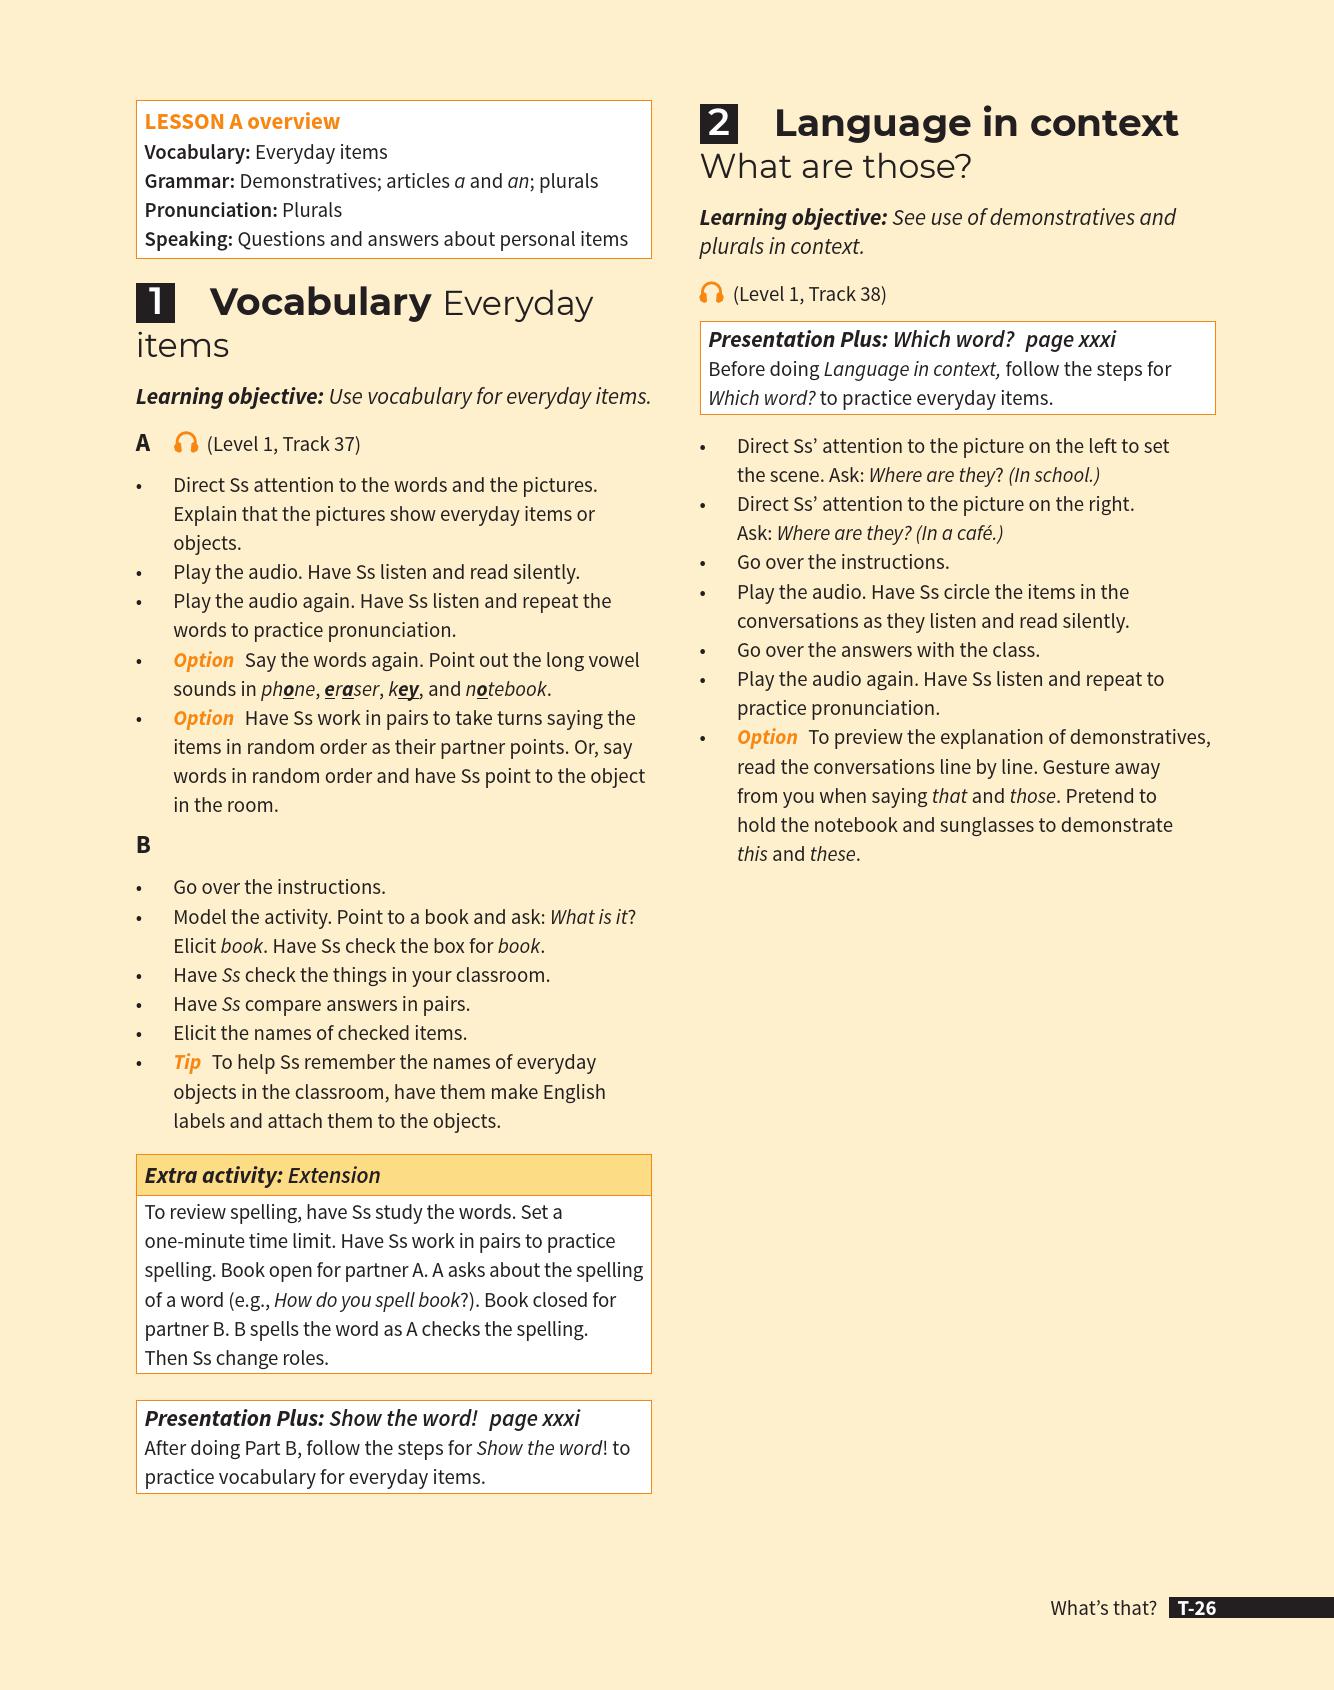 LESSON A overview
Vocabulary: Everyday items
Grammar: Demonstratives; articles a and an; plurals
Pronunciation: Plurals
Speaking: Questions and answers about personal items
1 Vocabulary Everyday
items
Learning objective: Use vocabulary for everyday items.
A (Level 1, Track 37)
• Direct Ss attention to the words and the pictures.
Explain that the pictures show everyday items or
objects.
• Play the audio. Have Ss listen and read silently.
• Play the audio again. Have Ss listen and repeat the
words to practice pronunciation.
• Option Say the words again. Point out the long vowel
sounds in phone, eraser, key, and notebook.
• Option Have Ss work in pairs to take turns saying the
items in random order as their partner points. Or, say
words in random order and have Ss point to the object
in the room.
B
• Go over the instructions.
• Model the activity. Point to a book and ask: What is it?
Elicit book. Have Ss check the box for book.
• Have Ss check the things in your classroom.
• Have Ss compare answers in pairs.
• Elicit the names of checked items.
• Tip To help Ss remember the names of everyday
objects in the classroom, have them make English
labels and attach them to the objects.
Extra activity: Extension
To review spelling, have Ss study the words. Set a
one-minute time limit. Have Ss work in pairs to practice
spelling. Book open for partner A. A asks about the spelling
of a word (e.g., How do you spell book?). Book closed for
partner B. B spells the word as A checks the spelling.
Then Ss change roles.
Presentation Plus: Show the word! page xxxi
After doing Part B, follow the steps for Show the word! to
practice vocabulary for everyday items.
2 Language in context
What are those?
Learning objective: See use of demonstratives and
plurals in context.
(Level 1, Track 38)
Presentation Plus: Which word? page xxxi
Before doing Language in context, follow the steps for
Which word? to practice everyday items.
• Direct Ss’ attention to the picture on the left to set
the scene. Ask: Where are they? (In school.)
• Direct Ss’ attention to the picture on the right.
Ask: Where are they? (In a café.)
• Go over the instructions.
• Play the audio. Have Ss circle the items in the
conversations as they listen and read silently.
• Go over the answers with the class.
• Play the audio again. Have Ss listen and repeat to
practice pronunciation.
• Option To preview the explanation of demonstratives,
read the conversations line by line. Gesture away
from you when saying that and those. Pretend to
hold the notebook and sunglasses to demonstrate
this and these.
What’s that? T-26